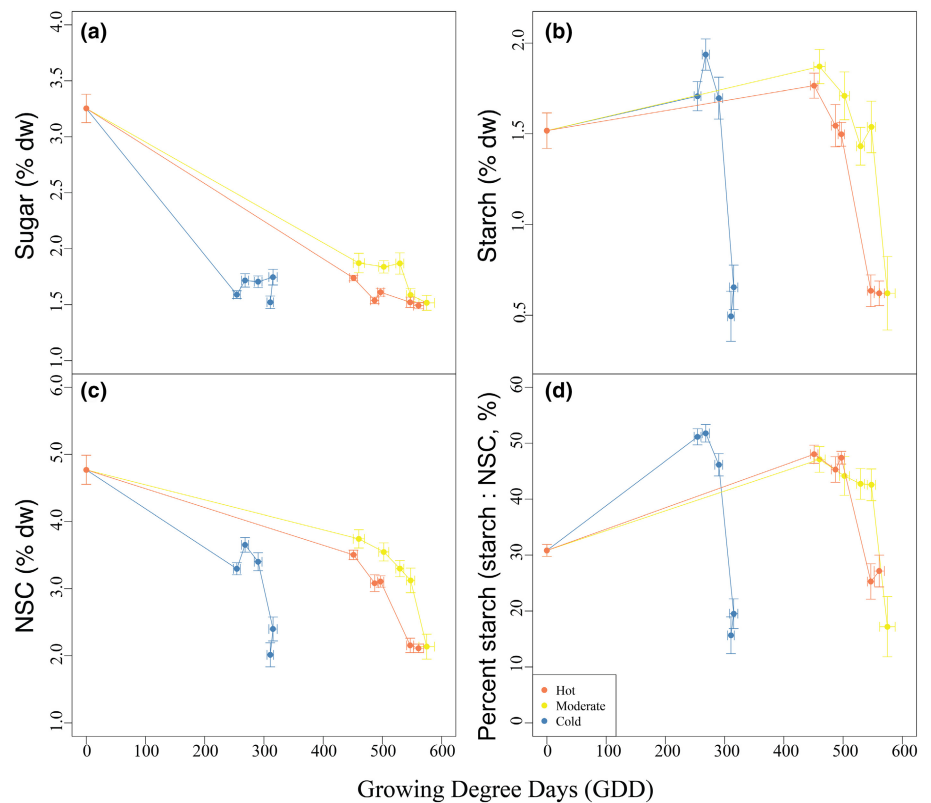 (a)
Sugar (% dw)
4.0
3.5
3.0
2.5
2.0
1.5
1.0
(b)
Starch (% dw)
2.0
1.5
1.0
0.5
(c)
NSC (% dw)
6.0
5.0
4.0
3.0
2.0
1.0
0 100 200 300 400 500 600
(d)
Percent starch (starch : NSC, %)
60
50
40
30
20
10
0
Hot
Moderate
Cold
0 100 200 300 400 500 600
Growing Degree Days (GDD)